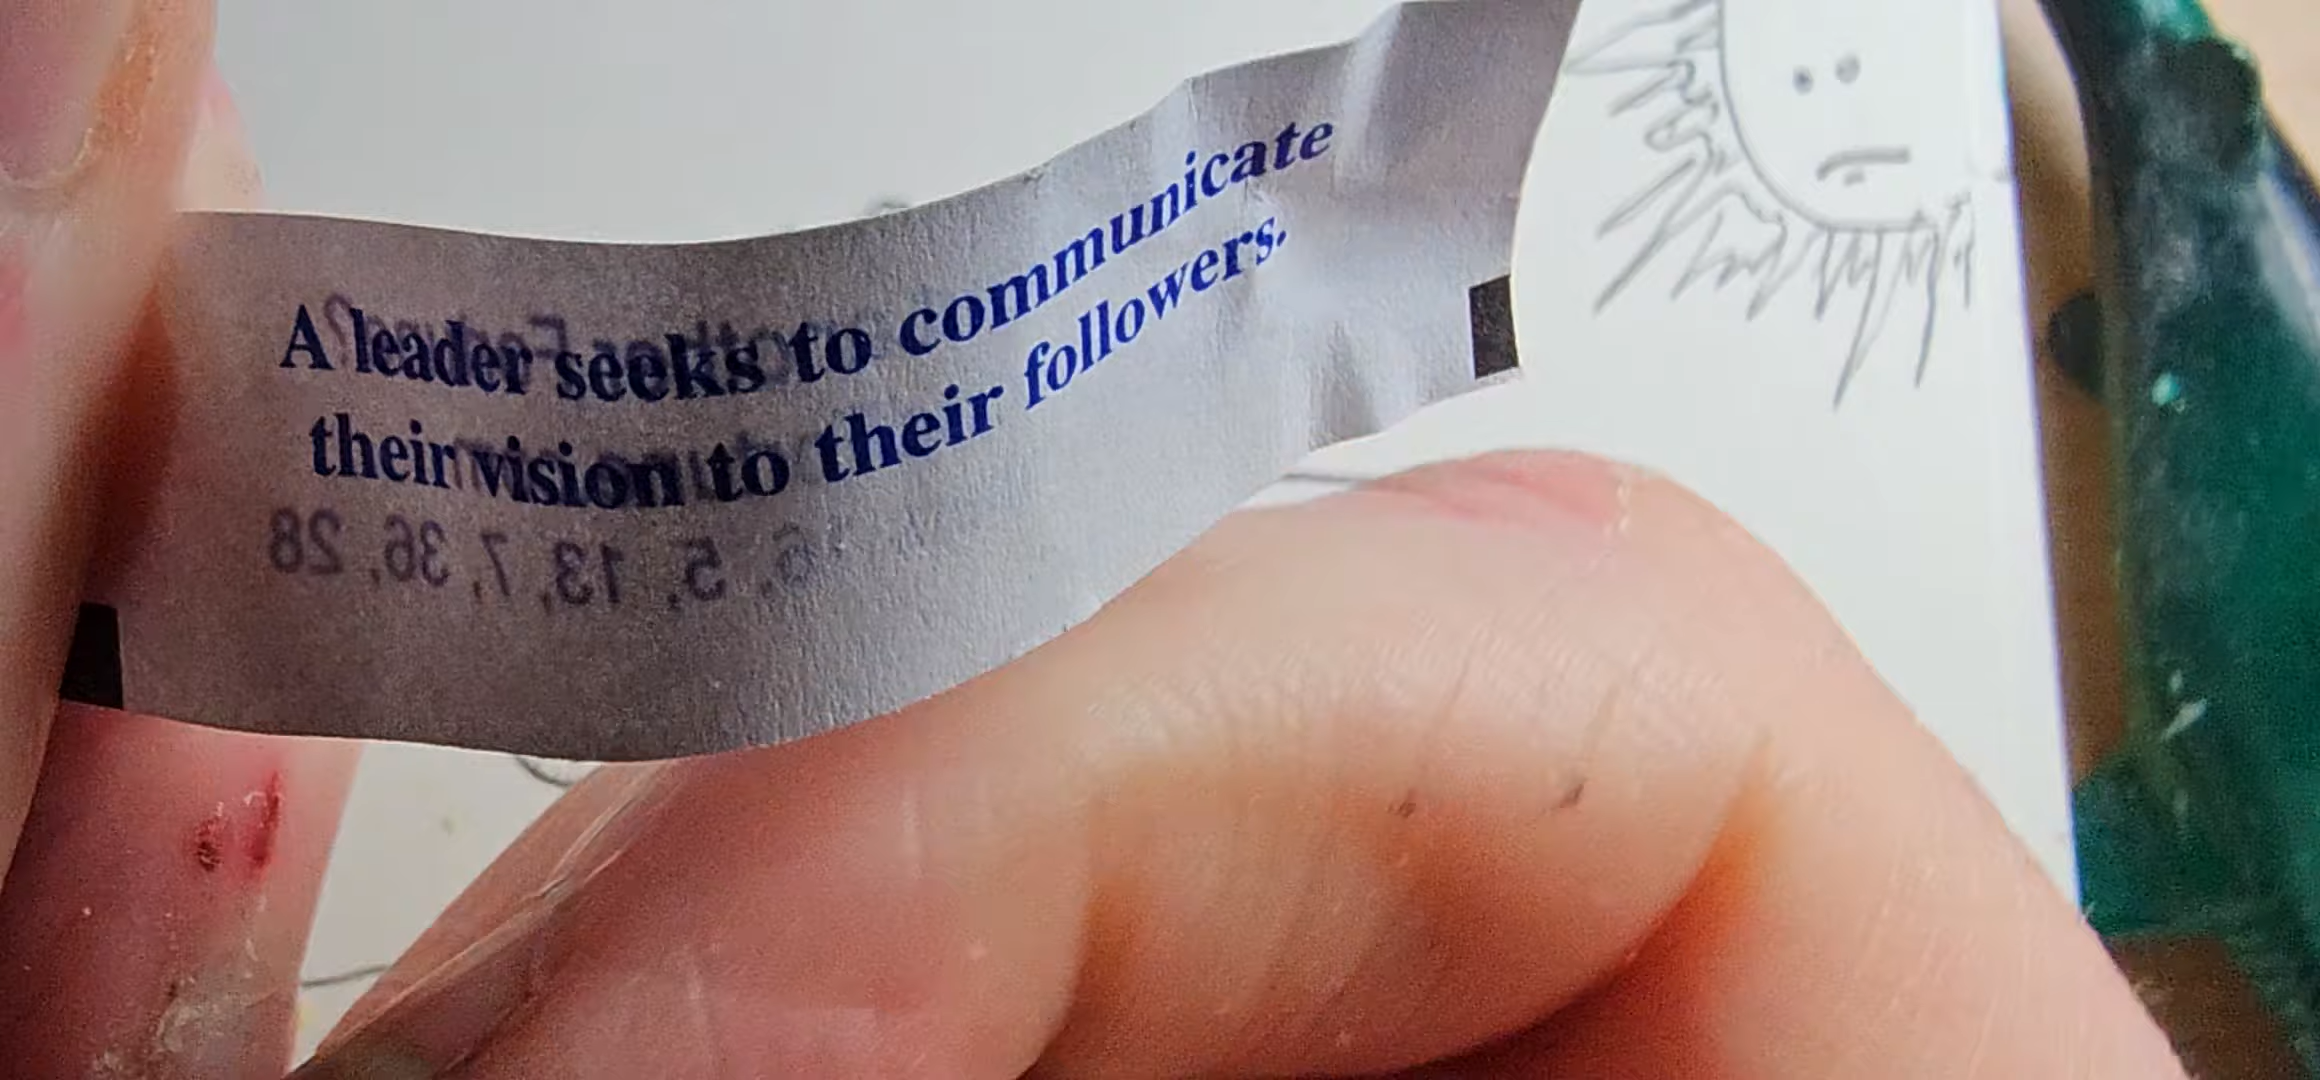 A leader seeks to communicate
their vision to their followers.
5, 13, 7, 36, 28